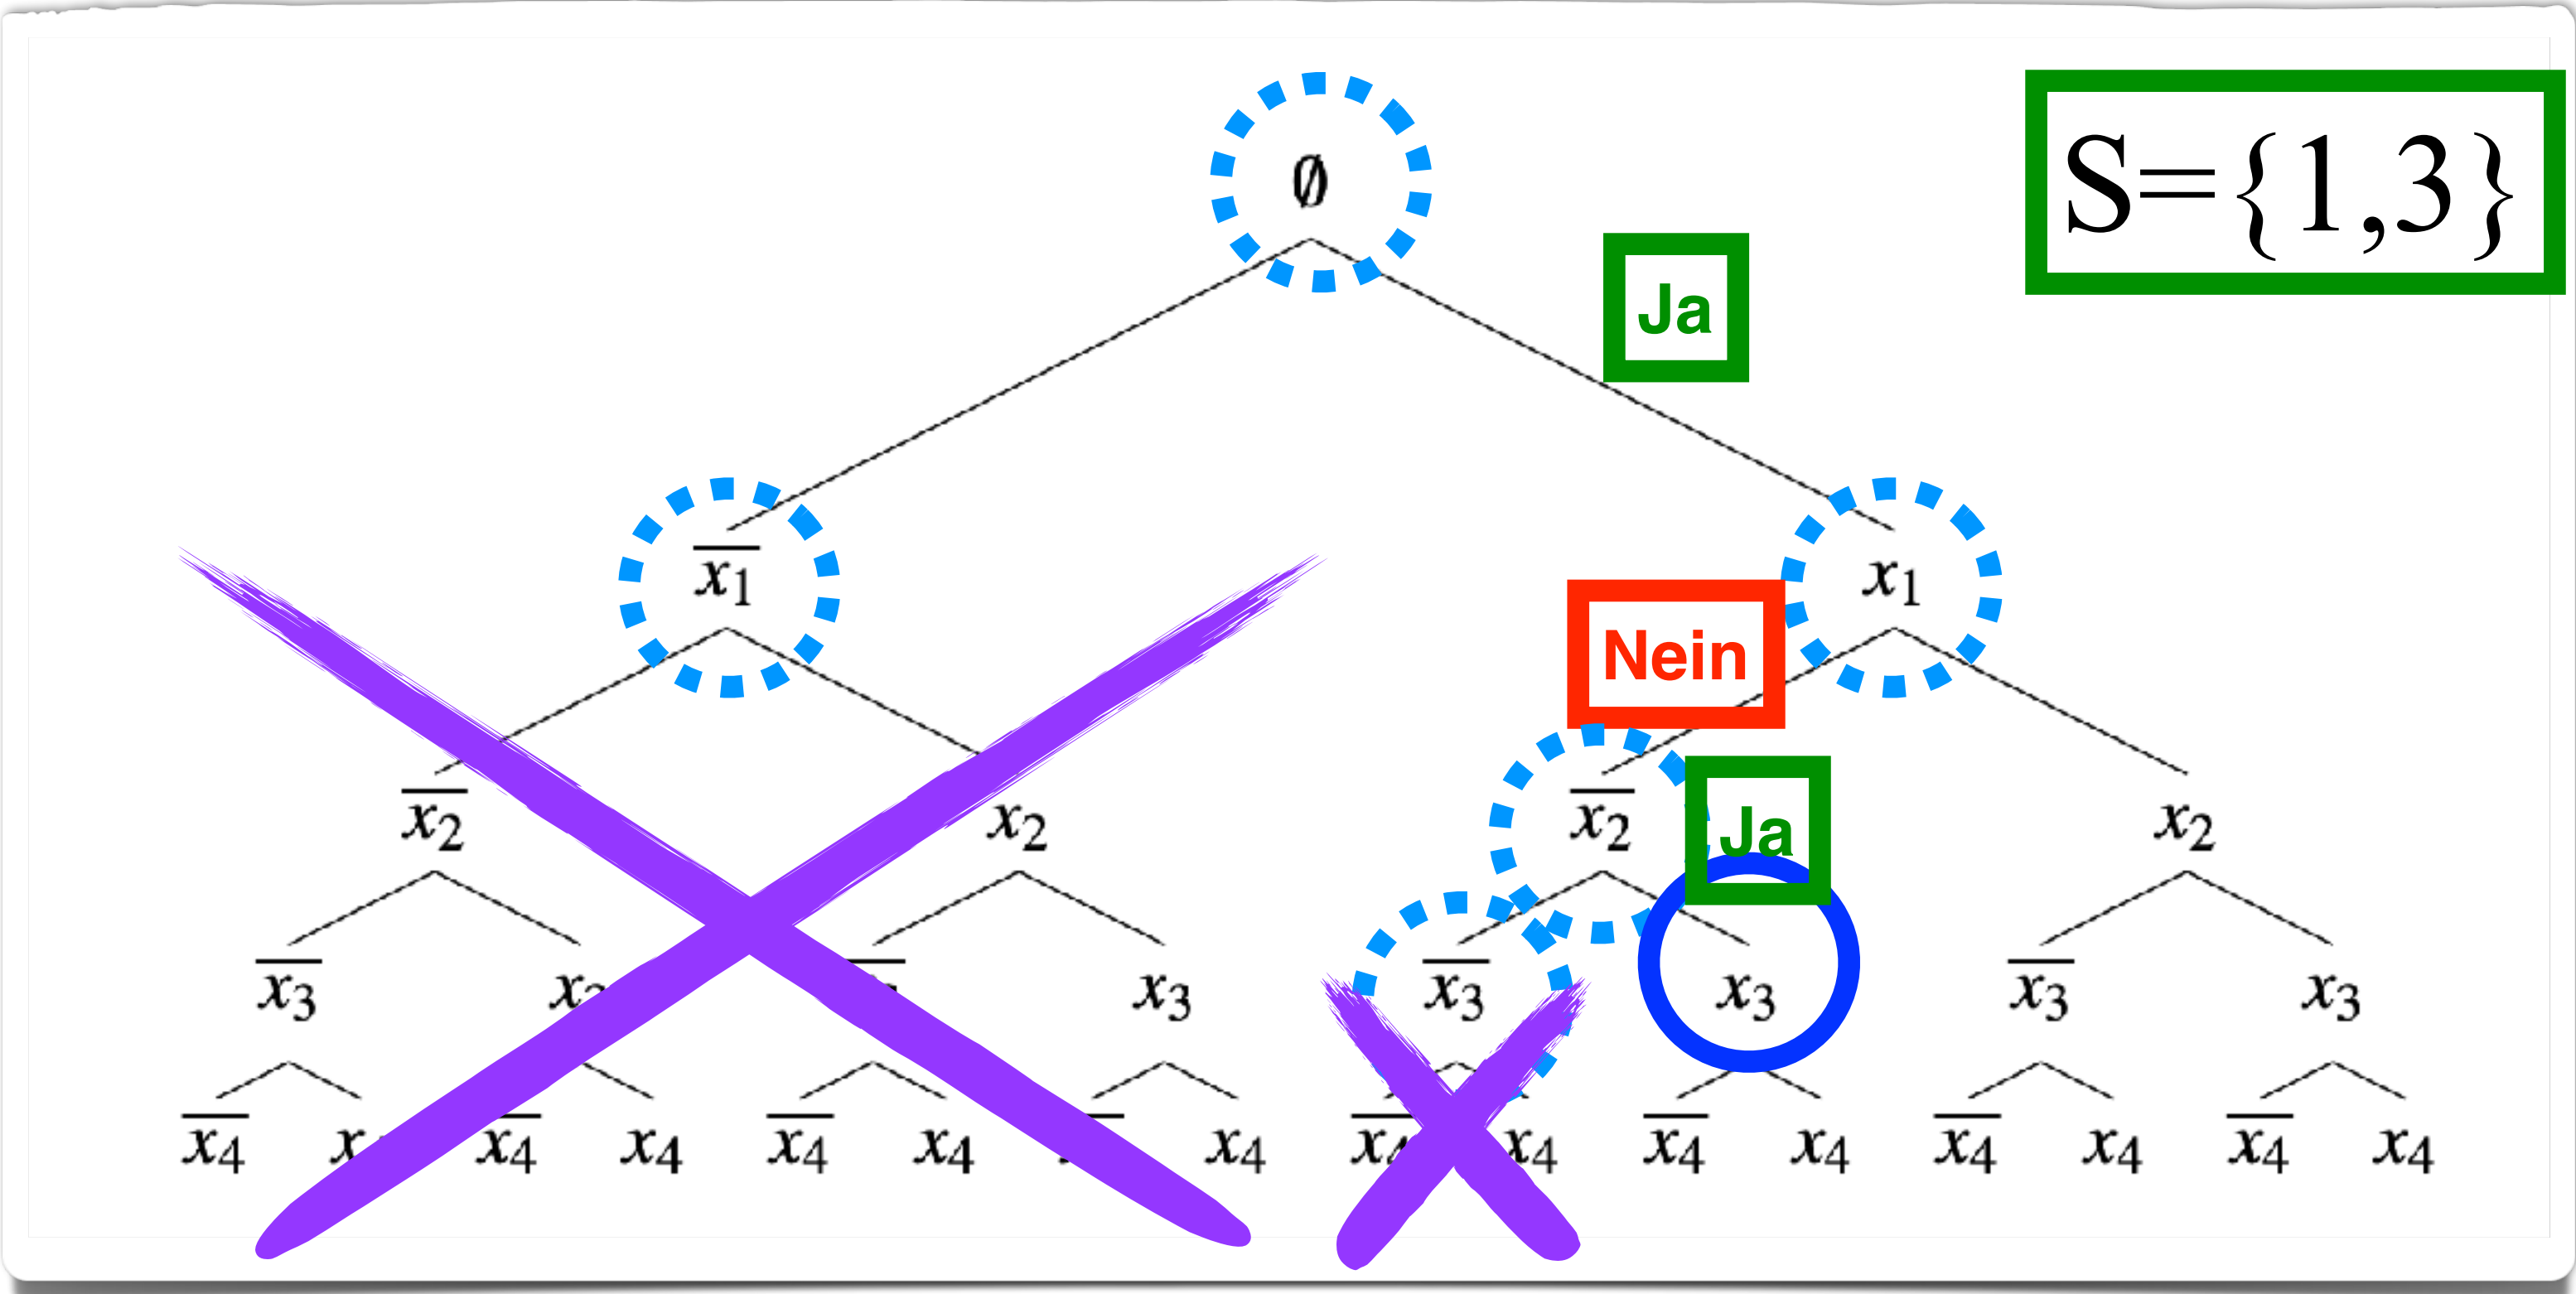 ∅
S={1,3}
Ja
x̅₁ x₁
Nein
x̅₂ x₂ x̅₂ Ja x₂
x̅₃ x₃ x̅₃ x₃ x̅₃ x₃
x̅₄ x̅₄ x₄ x̅₄ x₄ x₄ x̅₄ x₄ x̅₄ x₄ x̅₄ x₄ x̅₄ x₄